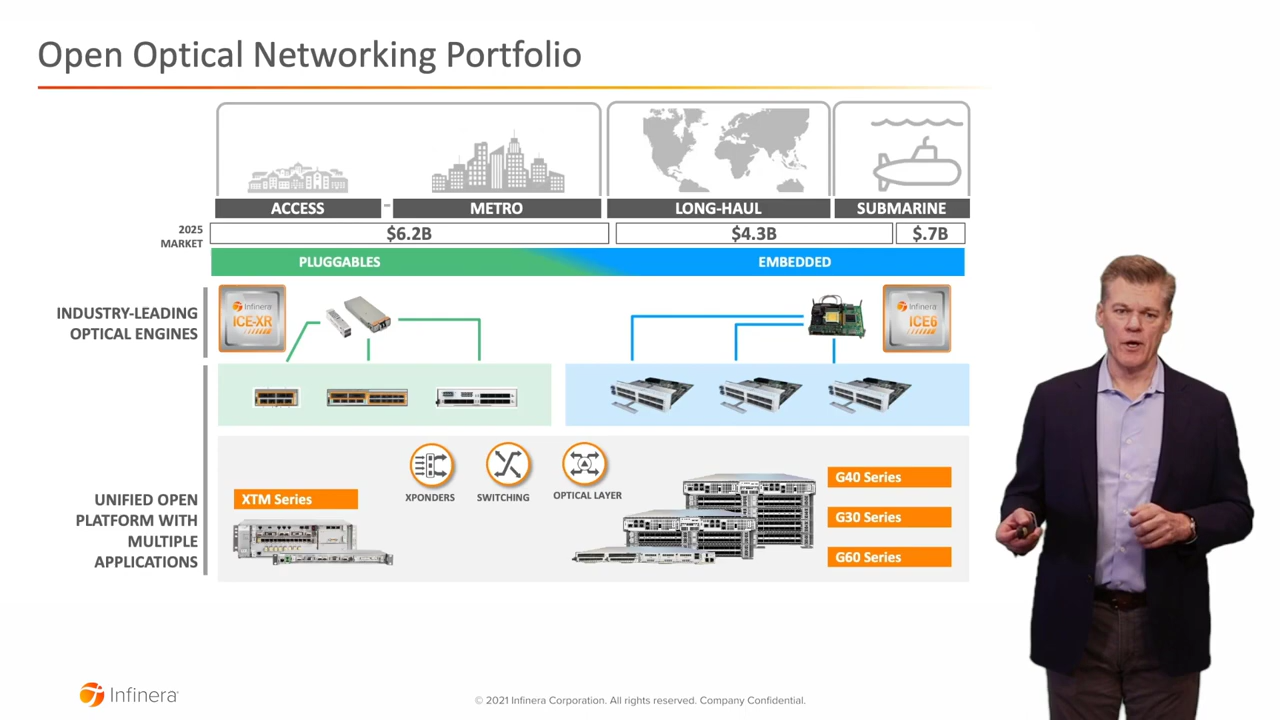 Open Optical Networking Portfolio
ACCESS - METRO LONG-HAUL SUBMARINE
2025
MARKET
$6.2B $4.3B $.7B
PLUGGABLES EMBEDDED
INDUSTRY-LEADING
OPTICAL ENGINES
Infinera
ICE-XR
Infinera
ICE6
UNIFIED OPEN
PLATFORM WITH
MULTIPLE
APPLICATIONS
XPONDERS SWITCHING OPTICAL LAYER
XTM Series
G40 Series
G30 Series
G60 Series
Infinera
© 2021 Infinera Corporation. All rights reserved. Company Confidential.